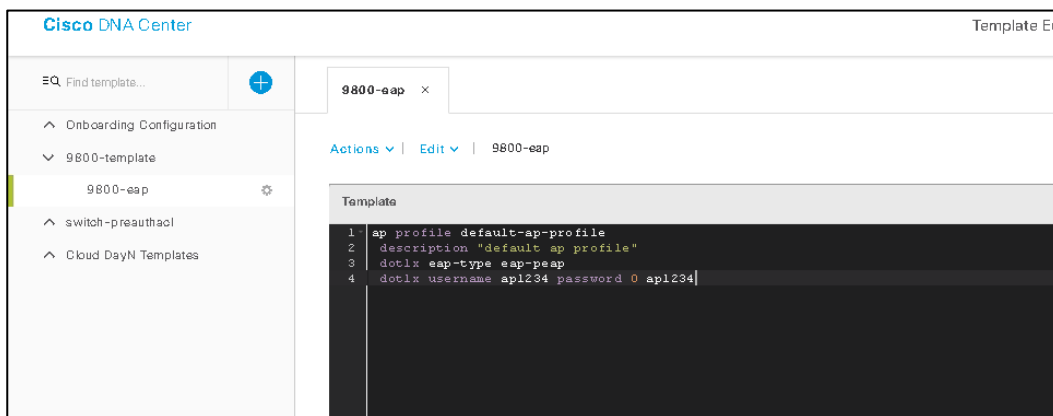 Cisco DNA Center
Template E
Find template...
9800-eap ×
Onboarding Configuration
9800-template
9800-eap
switch-preauthacl
Cloud DayN Templates
Actions | Edit | 9800-eap
Template
1 ap profile default-ap-profile
2 description "default ap profile"
3 dot1x eap-type eap-peap
4 dot1x username ap1234 password 0 ap1234